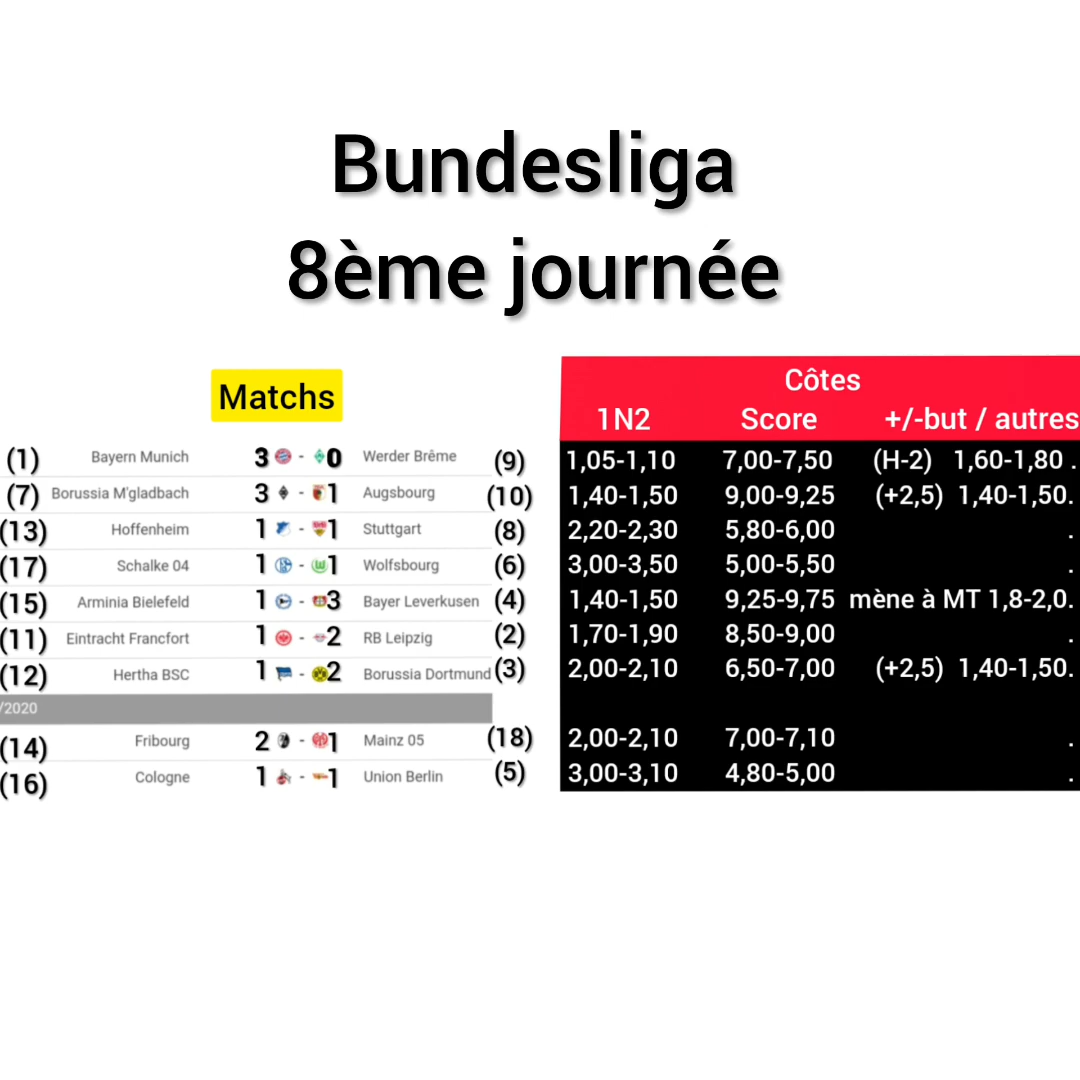 Bundesliga
8ème journée
Matchs
Côtes
1N2 Score +/-but / autres
(1) Bayern Munich 3 - 0 Werder Brême (9) 1,05-1,10 7,00-7,50 (H-2) 1,60-1,80 .
(7) Borussia M'gladbach 3 - 1 Augsbourg (10) 1,40-1,50 9,00-9,25 (+2,5) 1,40-1,50.
(13) Hoffenheim 1 - 1 Stuttgart (8) 2,20-2,30 5,80-6,00 .
(17) Schalke 04 1 - 1 Wolfsbourg (6) 3,00-3,50 5,00-5,50 .
(15) Arminia Bielefeld 1 - 3 Bayer Leverkusen (4) 1,40-1,50 9,25-9,75 mène à MT 1,8-2,0.
(11) Eintracht Francfort 1 - 2 RB Leipzig (2) 1,70-1,90 8,50-9,00 .
(12) Hertha BSC 1 - 2 Borussia Dortmund (3) 2,00-2,10 6,50-7,00 (+2,5) 1,40-1,50.
/2020
(14) Fribourg 2 - 1 Mainz 05 (18) 2,00-2,10 7,00-7,10 .
(16) Cologne 1 - 1 Union Berlin (5) 3,00-3,10 4,80-5,00 .